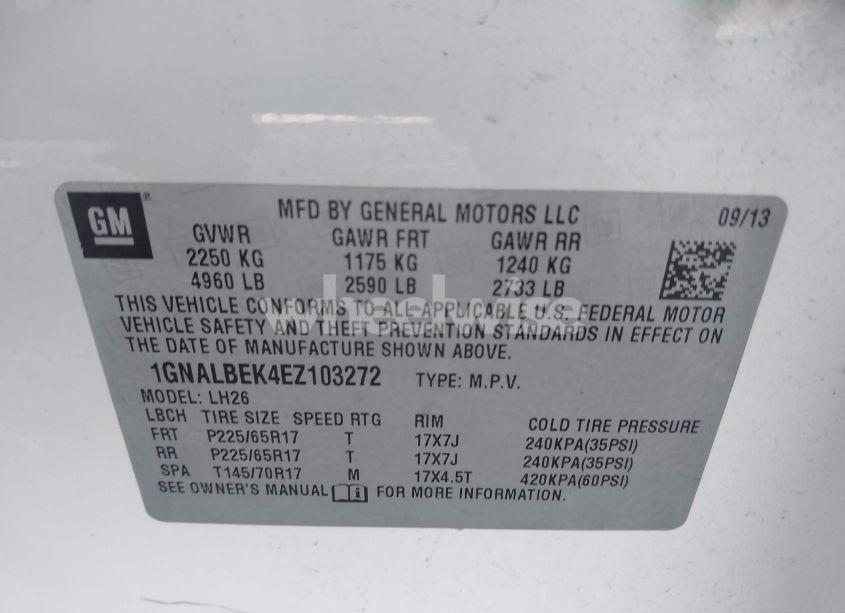 GM
MFD BY GENERAL MOTORS LLC 09/13
GVWR GAWR FRT GAWR RR
2250 KG 1175 KG 1240 KG
4960 LB 2590 LB 2733 LB
THIS VEHICLE CONFORMS TO ALL APPLICABLE U.S. FEDERAL MOTOR
VEHICLE SAFETY AND THEFT PREVENTION STANDARDS IN EFFECT ON
THE DATE OF MANUFACTURE SHOWN ABOVE.
1GNALBEK4EZ103272 TYPE: M.P.V.
MODEL: LH26
LBCH TIRE SIZE SPEED RTG RIM COLD TIRE PRESSURE
FRT P225/65R17 T 17X7J 240KPA(35PSI)
RR P225/65R17 T 17X7J 240KPA(35PSI)
SPA T145/70R17 M 17X4.5T 420KPA(60PSI)
SEE OWNER'S MANUAL FOR MORE INFORMATION.